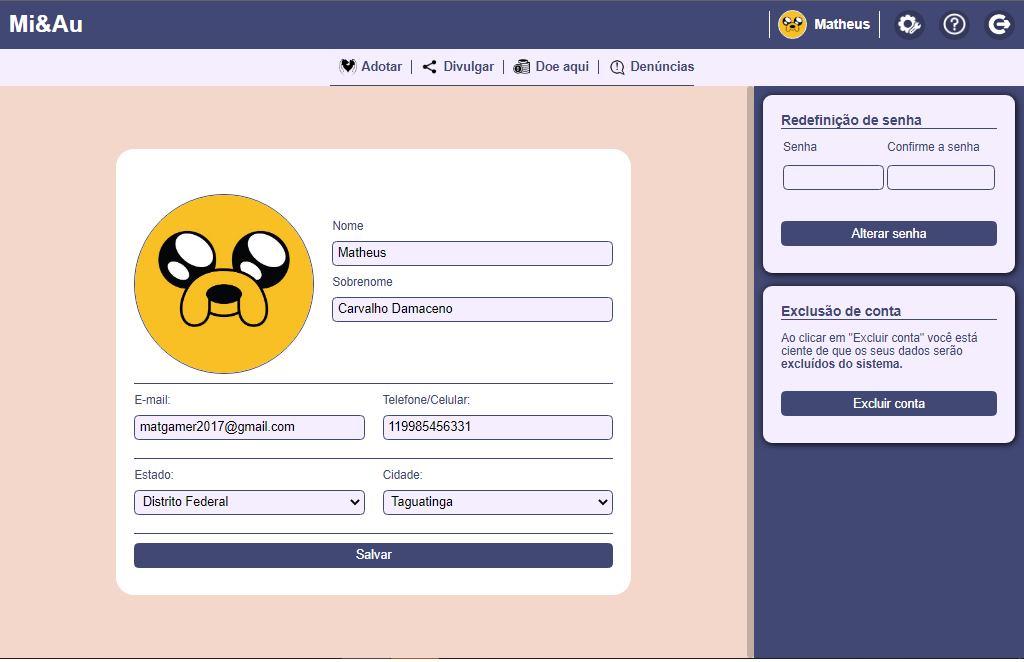 Mi&Au
Matheus
Adotar | Divulgar | Doe aqui | Denúncias
Nome
Matheus
Sobrenome
Carvalho Damaceno
E-mail:
Telefone/Celular:
matgamer2017@gmail.com
119985456331
Estado:
Cidade:
Distrito Federal
Taguatinga
Salvar
Redefinição de senha
Senha
Confirme a senha
Alterar senha
Exclusão de conta
Ao clicar em "Excluir conta" você está
ciente de que os seus dados serão
excluídos do sistema.
Excluir conta